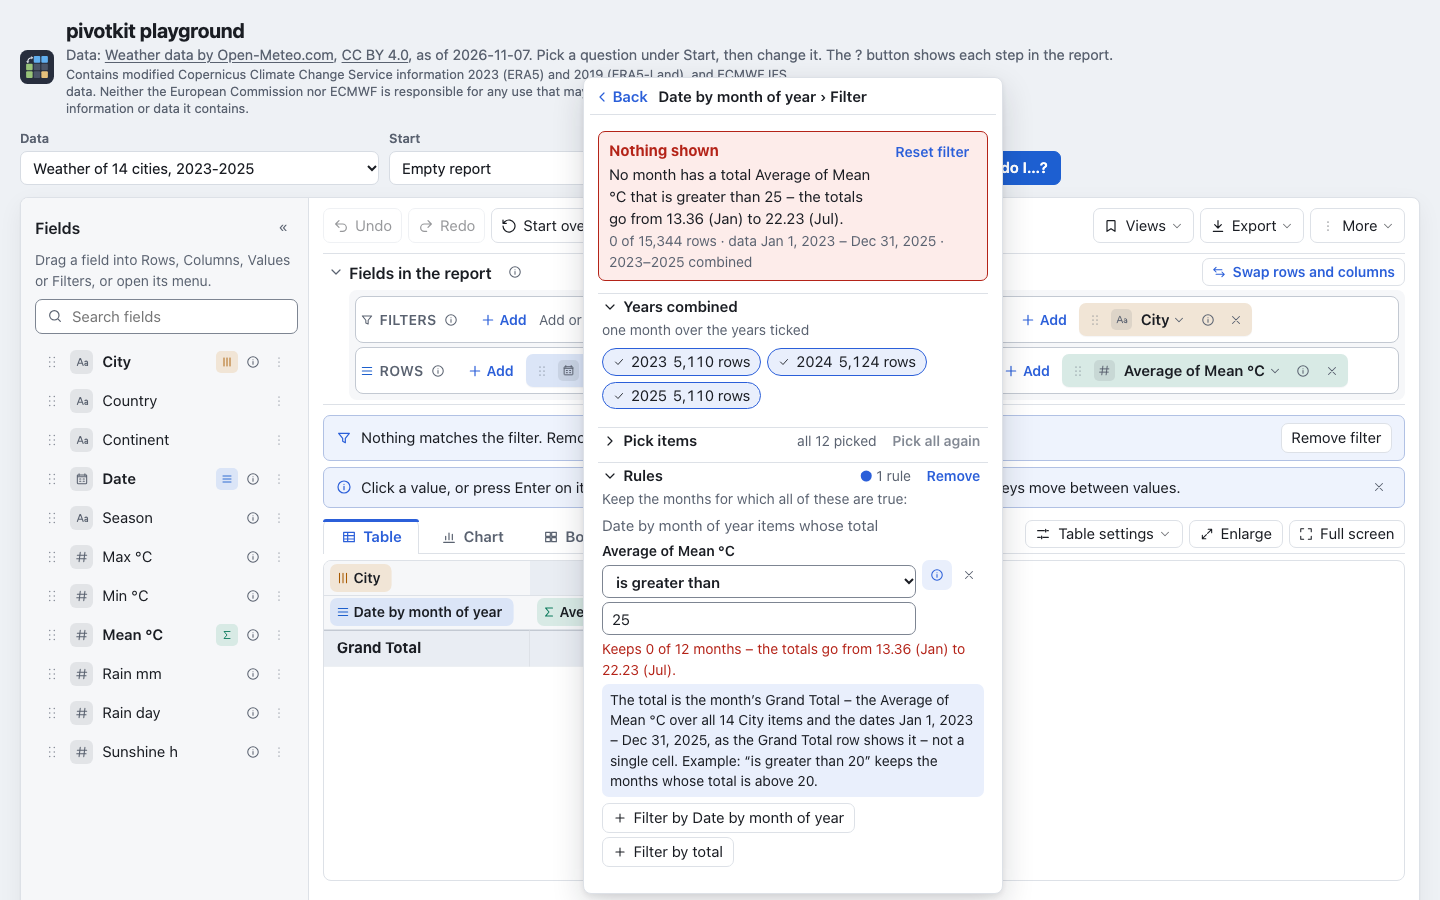 pivotkit playground
Data: Weather data by Open-Meteo.com, CC BY 4.0, as of 2026-11-07. Pick a question under Start, then change it. The ? button shows each step in the report.
Contains modified Copernicus Climate Change Service information 2023 (ERA5) and 2019 (ERA5-Land), and ECMWF IFS
data. Neither the European Commission nor ECMWF is responsible for any use that may
information or data it contains.
Data
Start
Weather of 14 cities, 2023-2025
Empty report
do I...?
Fields
«
Drag a field into Rows, Columns, Values
or Filters, or open its menu.
Search fields
Aa City
Aa Country
Aa Continent
Date
Aa Season
# Max °C
# Min °C
# Mean °C Σ
# Rain mm
# Rain day
# Sunshine h
Undo
Redo
Start ove
Views
Export
More
Fields in the report
Swap rows and columns
FILTERS
+ Add
Add or
+ Add
Aa City
ROWS
+ Add
+ Add
# Average of Mean °C
Nothing matches the filter. Remo
Remove filter
Click a value, or press Enter on it
eys move between values.
Table
Chart
Bo
Table settings
Enlarge
Full screen
City
Date by month of year
Σ Ave
Grand Total
Back
Date by month of year › Filter
Nothing shown
Reset filter
No month has a total Average of Mean
°C that is greater than 25 – the totals
go from 13.36 (Jan) to 22.23 (Jul).
0 of 15,344 rows · data Jan 1, 2023 – Dec 31, 2025 ·
2023–2025 combined
Years combined
one month over the years ticked
2023 5,110 rows
2024 5,124 rows
2025 5,110 rows
Pick items
all 12 picked
Pick all again
Rules
1 rule
Remove
Keep the months for which all of these are true:
Date by month of year items whose total
Average of Mean °C
is greater than
25
Keeps 0 of 12 months – the totals go from 13.36 (Jan) to
22.23 (Jul).
The total is the month's Grand Total – the Average of
Mean °C over all 14 City items and the dates Jan 1, 2023
– Dec 31, 2025, as the Grand Total row shows it – not a
single cell. Example: “is greater than 20” keeps the
months whose total is above 20.
+ Filter by Date by month of year
+ Filter by total